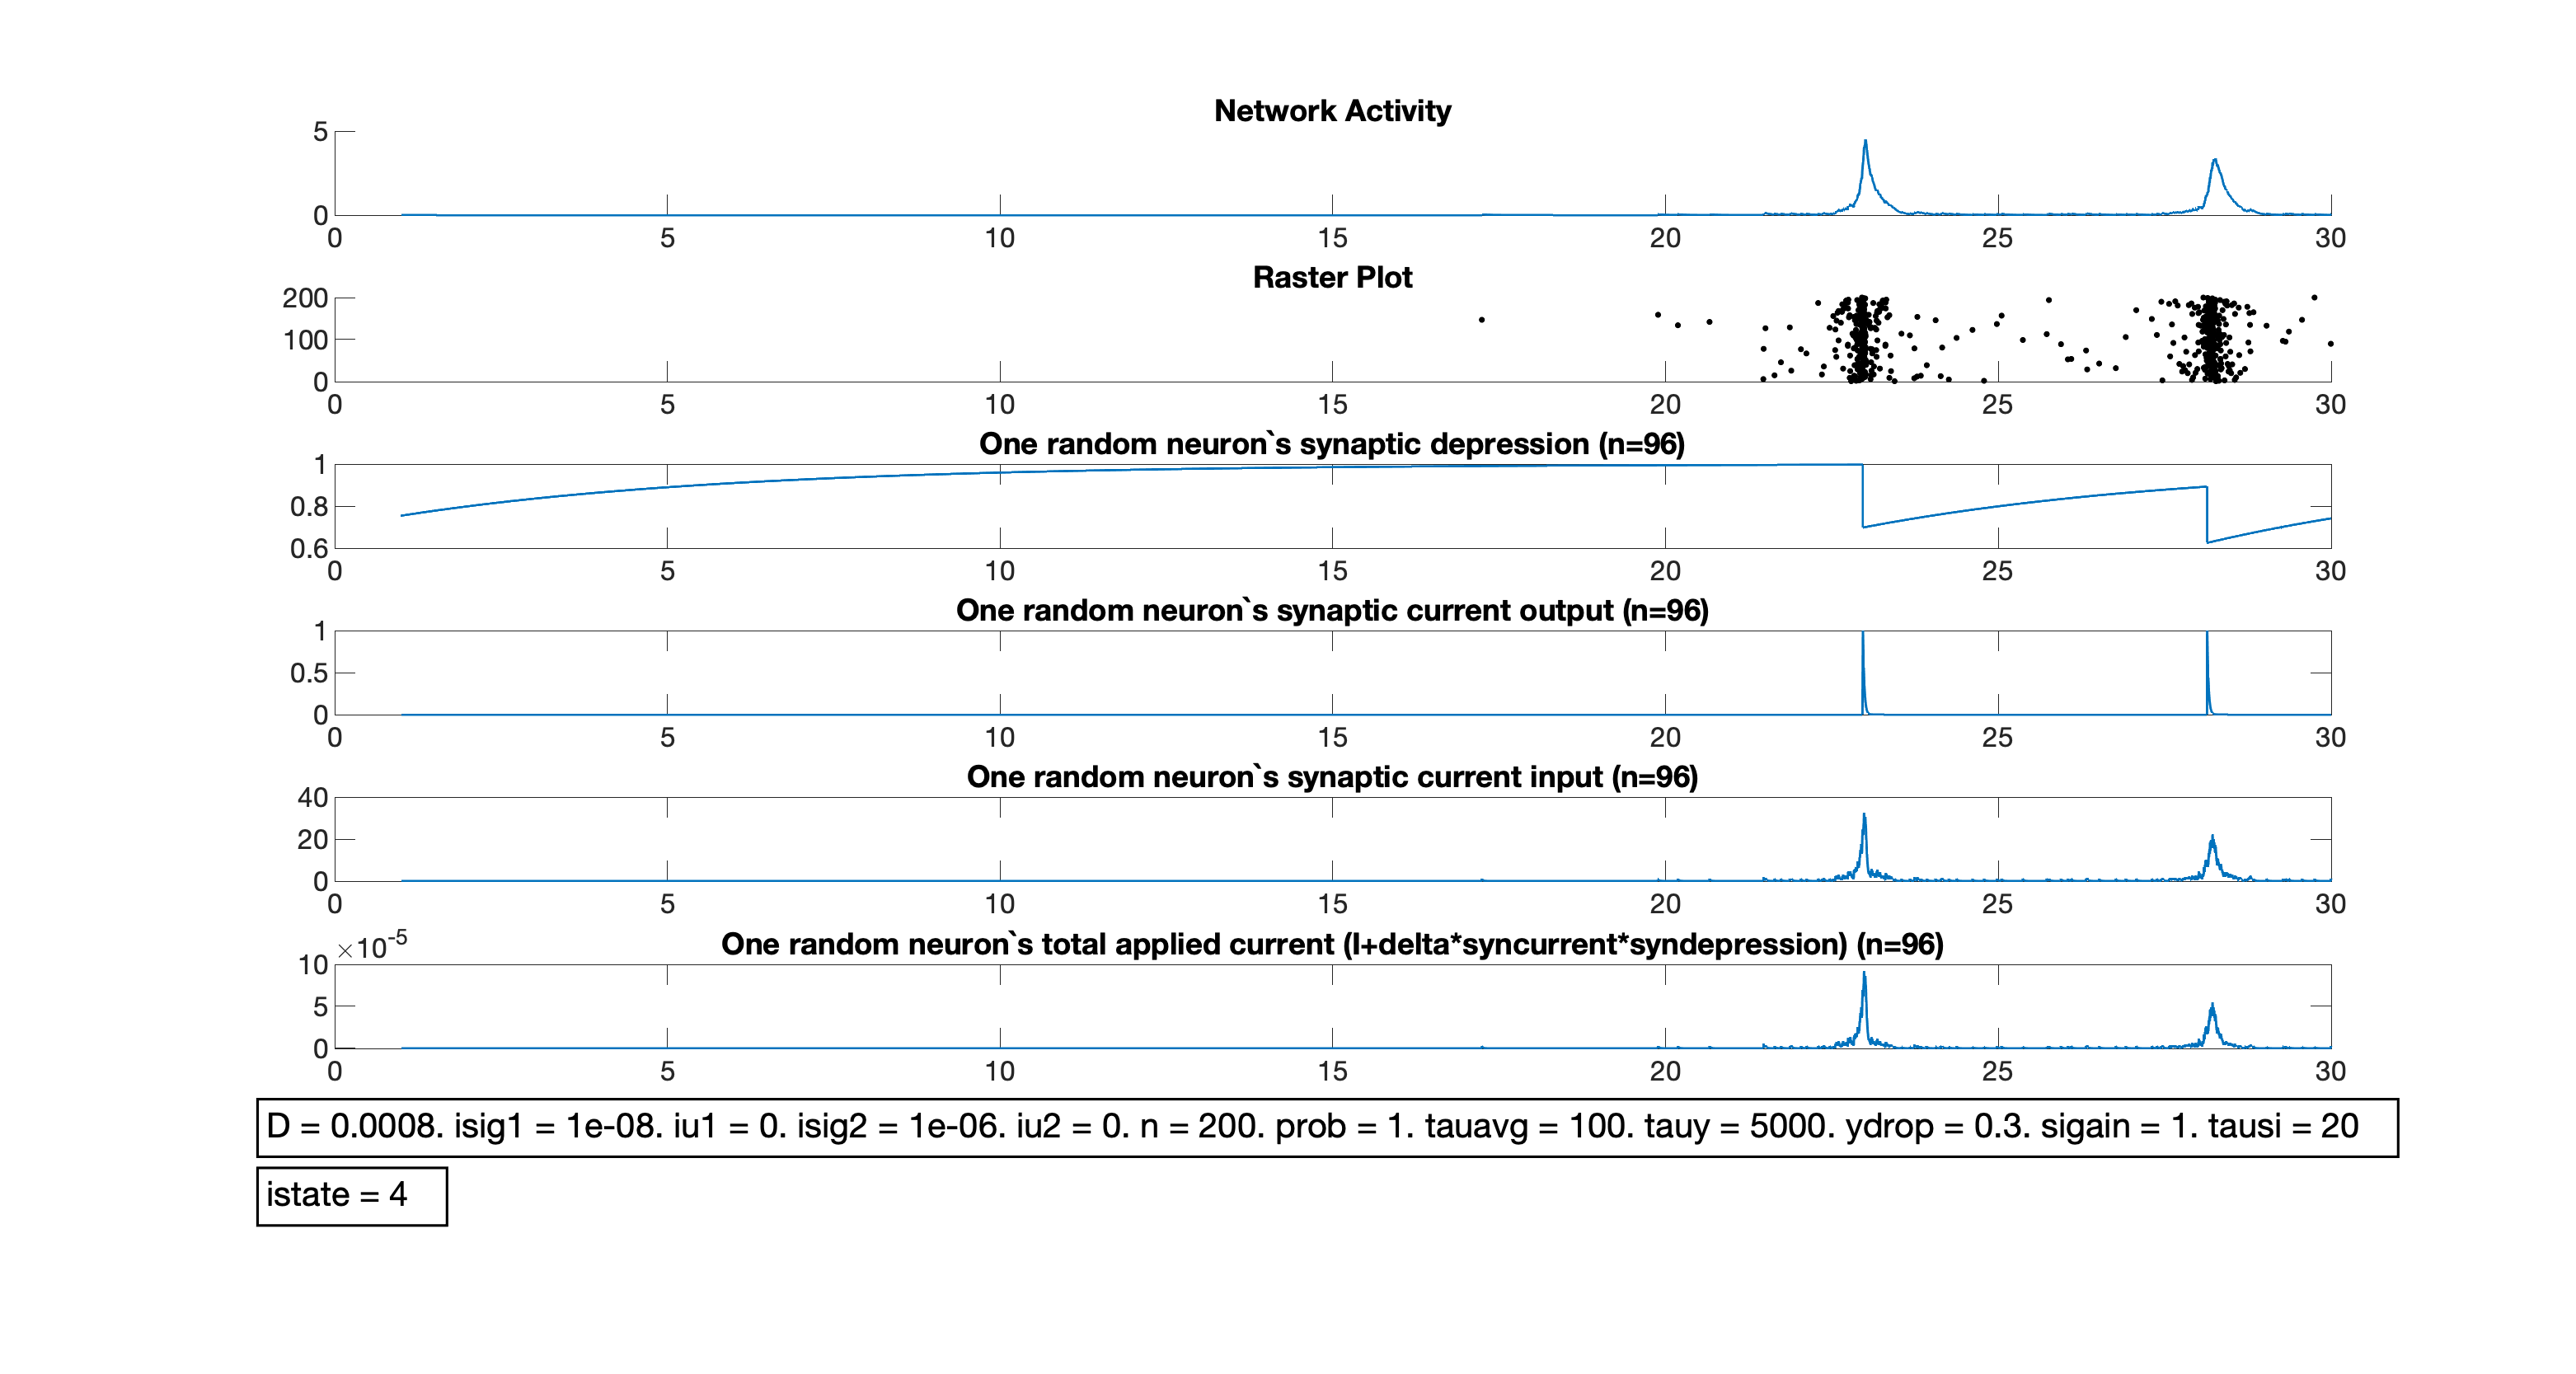 Network Activity
5
0
0 5 10 15 20 25 30
Raster Plot
200
100
0
0 5 10 15 20 25 30
One random neuron`s synaptic depression (n=96)
1
0.8
0.6
0 5 10 15 20 25 30
One random neuron`s synaptic current output (n=96)
1
0.5
0
0 5 10 15 20 25 30
One random neuron`s synaptic current input (n=96)
40
20
0
0 5 10 15 20 25 30
One random neuron`s total applied current (I+delta*syncurrent*syndepression) (n=96)
×10⁻⁵
10
5
0
0 5 10 15 20 25 30
D = 0.0008. isig1 = 1e-08. iu1 = 0. isig2 = 1e-06. iu2 = 0. n = 200. prob = 1. tauavg = 100. tauy = 5000. ydrop = 0.3. sigain = 1. tausi = 20
istate = 4